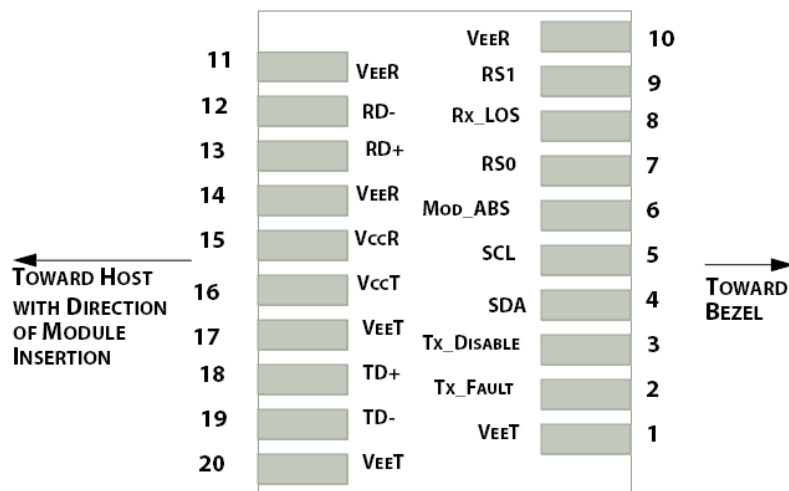 11 VEER
12 RD-
13 RD+
14 VEER
15 VCCR
16 VCCT
17 VEET
18 TD+
19 TD-
20 VEET
VEER 10
RS1 9
RX_LOS 8
RS0 7
MOD_ABS 6
SCL 5
SDA 4
TX_DISABLE 3
TX_FAULT 2
VEET 1
TOWARD HOST
WITH DIRECTION
OF MODULE
INSERTION
TOWARD
BEZEL